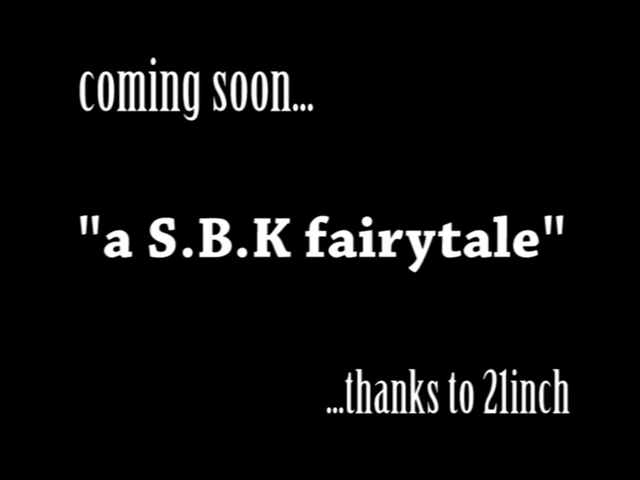 coming soon...
"a S.B.K fairytale"
...thanks to 21inch